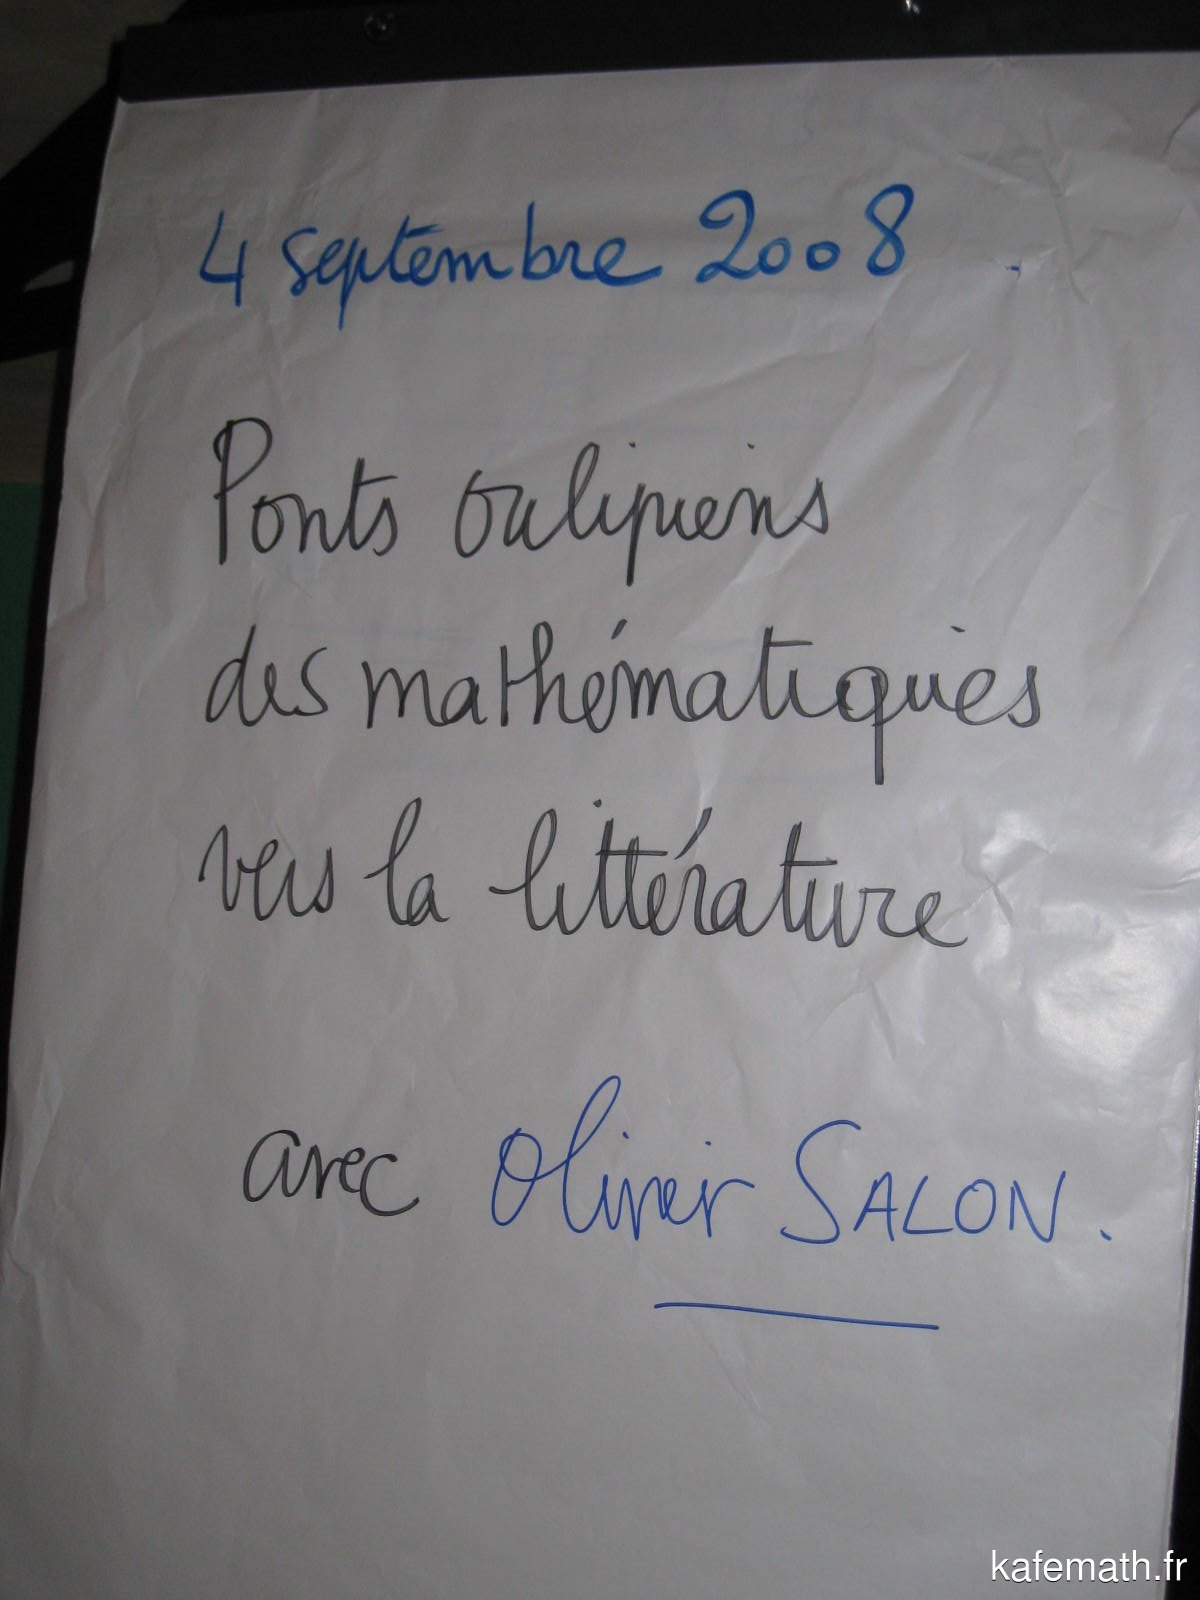 4 septembre 2008
Ponts oulipiens
des mathématiques
vers la littérature
avec Olivier SALON.
kafemath.fr